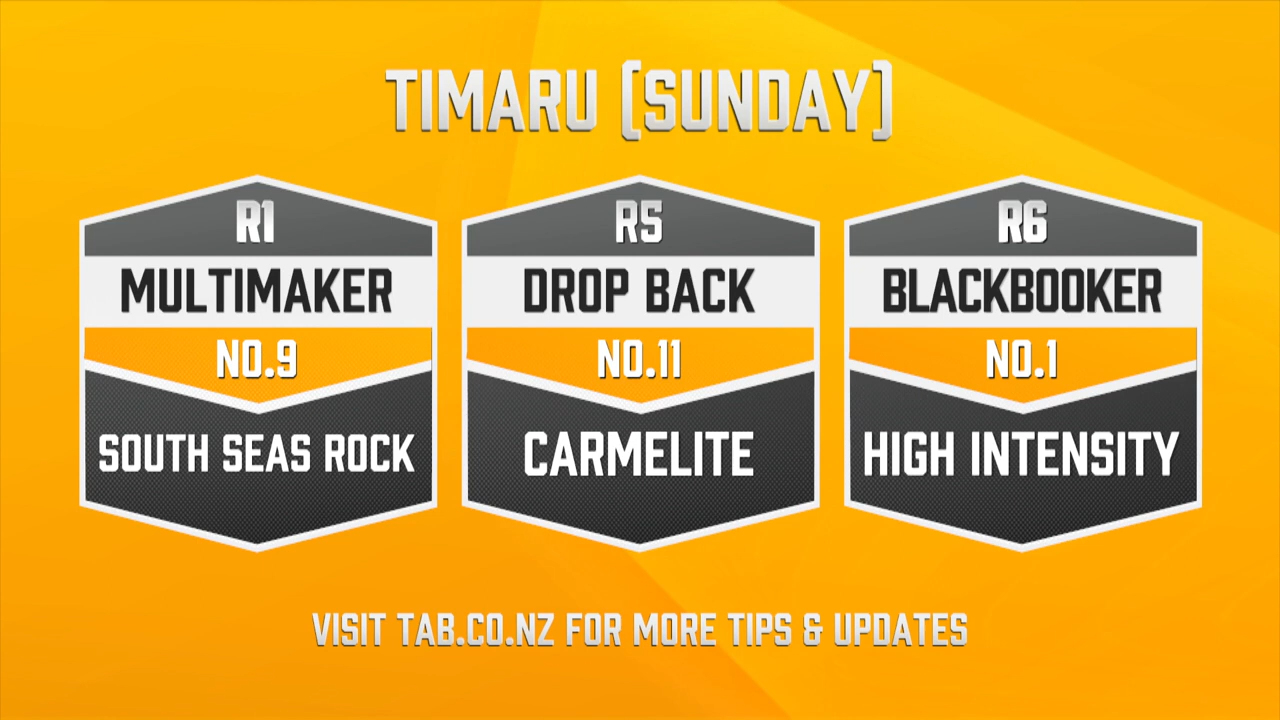 TIMARU (SUNDAY)
R1
MULTIMAKER
NO.9
SOUTH SEAS ROCK
R5
DROP BACK
NO.11
CARMELITE
R6
BLACKBOOKER
NO.1
HIGH INTENSITY
VISIT TAB.CO.NZ FOR MORE TIPS & UPDATES